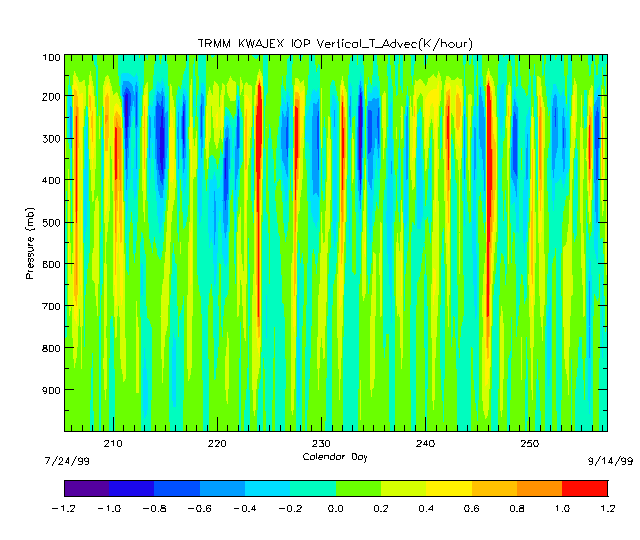 TRMM KWAJEX IOP Vertical_T_Advec(K/hour)
100
200
300
400
500
600
700
800
900
Pressure (mb)
210 220 230 240 250
Calendar Day
7/24/99 9/14/99
-1.2 -1.0 -0.8 -0.6 -0.4 -0.2 0.0 0.2 0.4 0.6 0.8 1.0 1.2